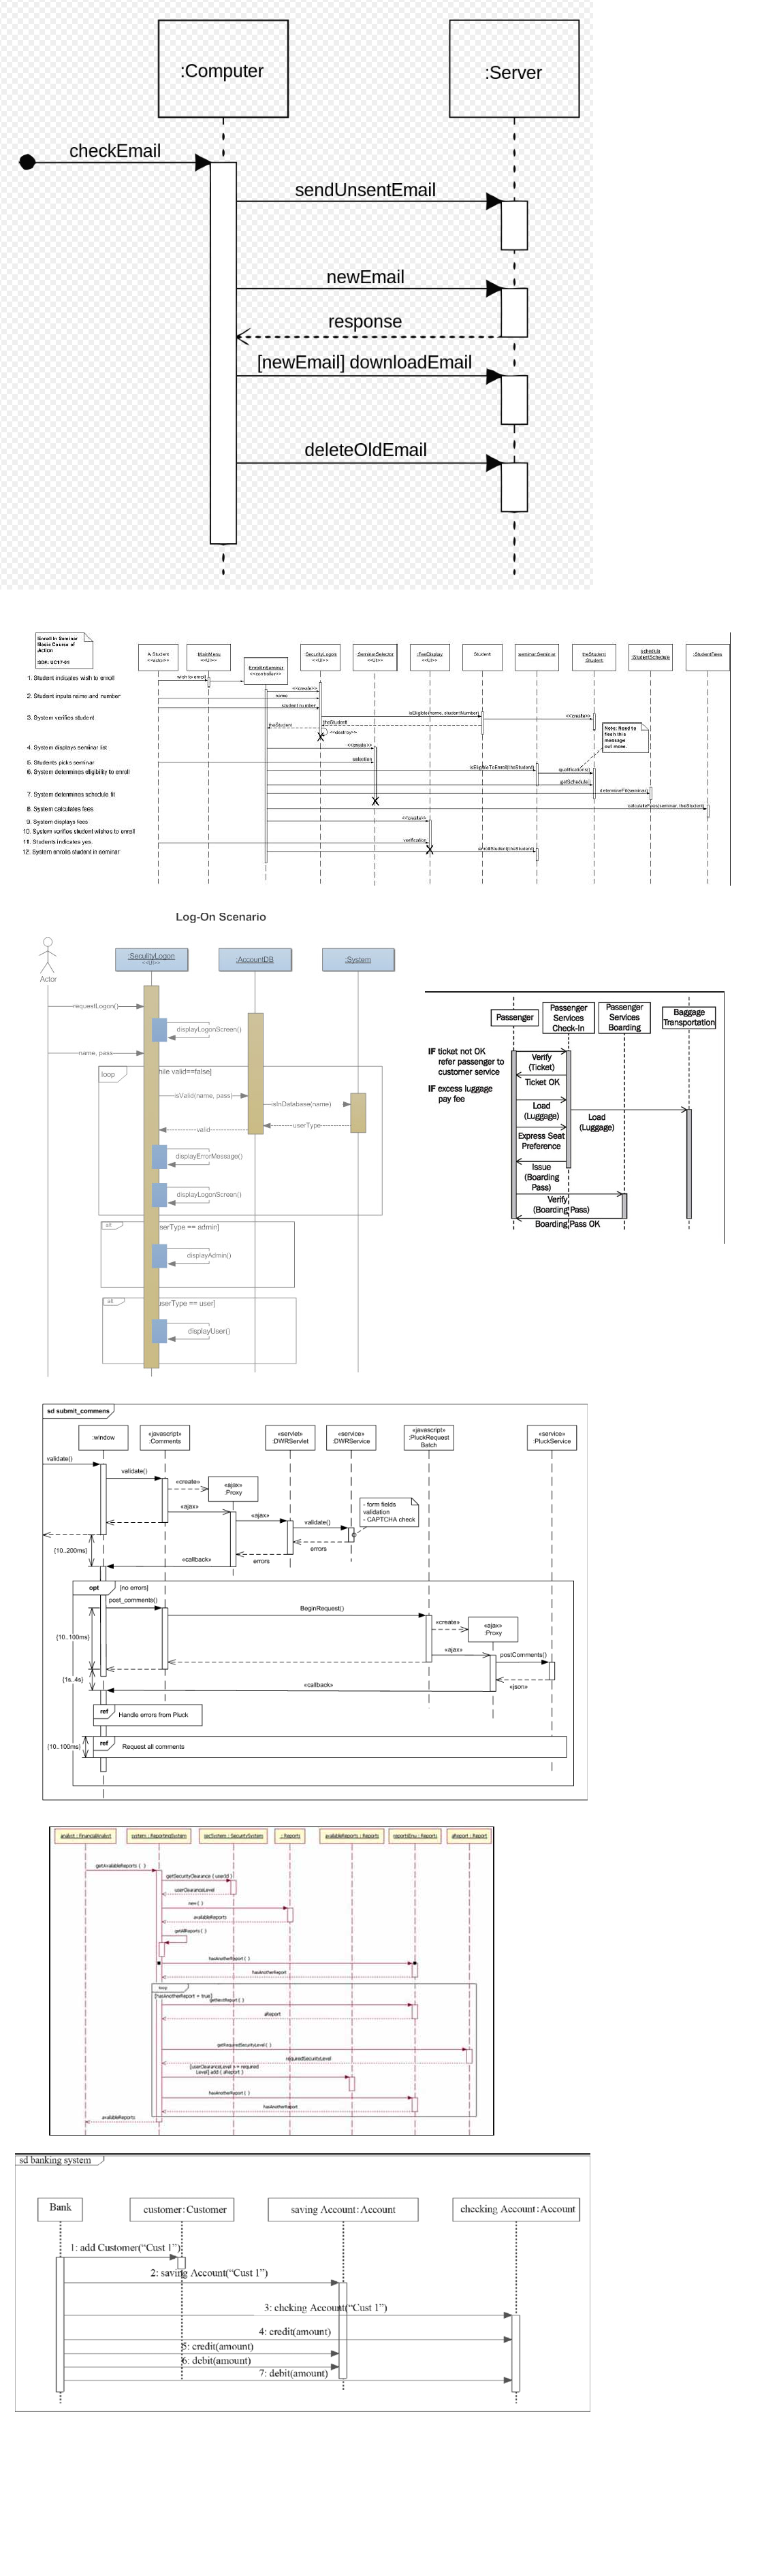 :Computer
:Server
checkEmail
sendUnsentEmail
newEmail
response
[newEmail] downloadEmail
deleteOldEmail
Enroll In Seminar
Basic Course of
Action
A Student
<<actor>>
MainMenu
<<UI>>
EnrollInSeminar
<<controller>>
:SecurityLogon
<<UI>>
:SeminarSelector
<<UI>>
:FeeDisplay
<<UI>>
Student
seminar:Seminar
theStudent
:Student
schedule
:StudentSchedule
:StudentFees
1. Student indicates wish to enroll
wish to enroll
2. Student inputs name and number
<<create>>
name
student number
3. System verifies student
isEligible(name, studentNumber)
<<create>>
theStudent
theStudent
<<destroy>>
Note: Need to
flesh this
message
out more.
4. System displays seminar list
<<create>>
5. Students picks seminar
selection
6. System determines eligibility to enroll
isEligibleToEnroll(theStudent)
qualifications()
getSchedule()
7. System determines schedule fit
determineFit(seminar)
8. System calculates fees
calculateFees(seminar, theStudent)
9. System displays fees
<<create>>
10. System verifies student wishes to enroll
11. Students indicates yes.
verification
12. System enrolls student in seminar
enrollStudent(theStudent)
Log-On Scenario
Actor
:SecuilyLogon
<<UI>>
:AccountDB
:System
requestLogon()
displayLogonScreen()
name, pass
loop
hile valid==false]
isValid(name, pass)
isInDatabase(name)
userType
valid
displayErrorMessage()
displayLogonScreen()
alt
serType == admin]
displayAdmin()
alt
userType == user]
displayUser()
Passenger
Passenger
Services
Check-In
Passenger
Services
Boarding
Baggage
Transportation
IF ticket not OK
refer passenger to
customer service
IF excess luggage
pay fee
Verify
(Ticket)
Ticket OK
Load
(Luggage)
Load
(Luggage)
Express Seat
Preference
Issue
(Boarding
Pass)
Verify
(Boarding Pass)
Boarding Pass OK
sd submit_commens
:window
«javascript»
:Comments
«servlet»
:DWRServlet
«service»
:DWRService
«javascript»
:PluckRequest
Batch
«service»
:PluckService
validate()
validate()
«create»
«ajax»
:Proxy
«ajax»
«ajax»
validate()
- form fields
validation
- CAPTCHA check
errors
errors
{10..200ms}
«callback»
opt
[no errors]
post_comments()
BeginRequest()
«create»
«ajax»
:Proxy
{10..100ms}
«ajax»
postComments()
{1s..4s}
«callback»
«json»
ref
Handle errors from Pluck
{10..100ms}
ref
Request all comments
analyst : FinancialAnalyst
system : ReportingSystem
secSystem : SecuritySystem
: Reports
availableReports : Reports
reportsEnu : Reports
aReport : Report
getAvailableReports ( )
getSecurityClearance ( userId )
userClearanceLevel
new ( )
availableReports
getAllReports ( )
hasAnotherReport ( )
hasAnotherReport
loop
[hasAnotherReport = true]
getNextReport ( )
aReport
getRequiredSecurityLevel ( )
requiredSecurityLevel
[userClearanceLevel >= required
Level] add ( aReport )
hasAnotherReport ( )
hasAnotherReport
availableReports
sd banking system
Bank
customer:Customer
saving Account:Account
checking Account:Account
1: add Customer(“Cust 1”)
2: saving Account(“Cust 1”)
3: chcking Account(“Cust 1”)
4: credit(amount)
5: credit(amount)
6: debit(amount)
7: debit(amount)